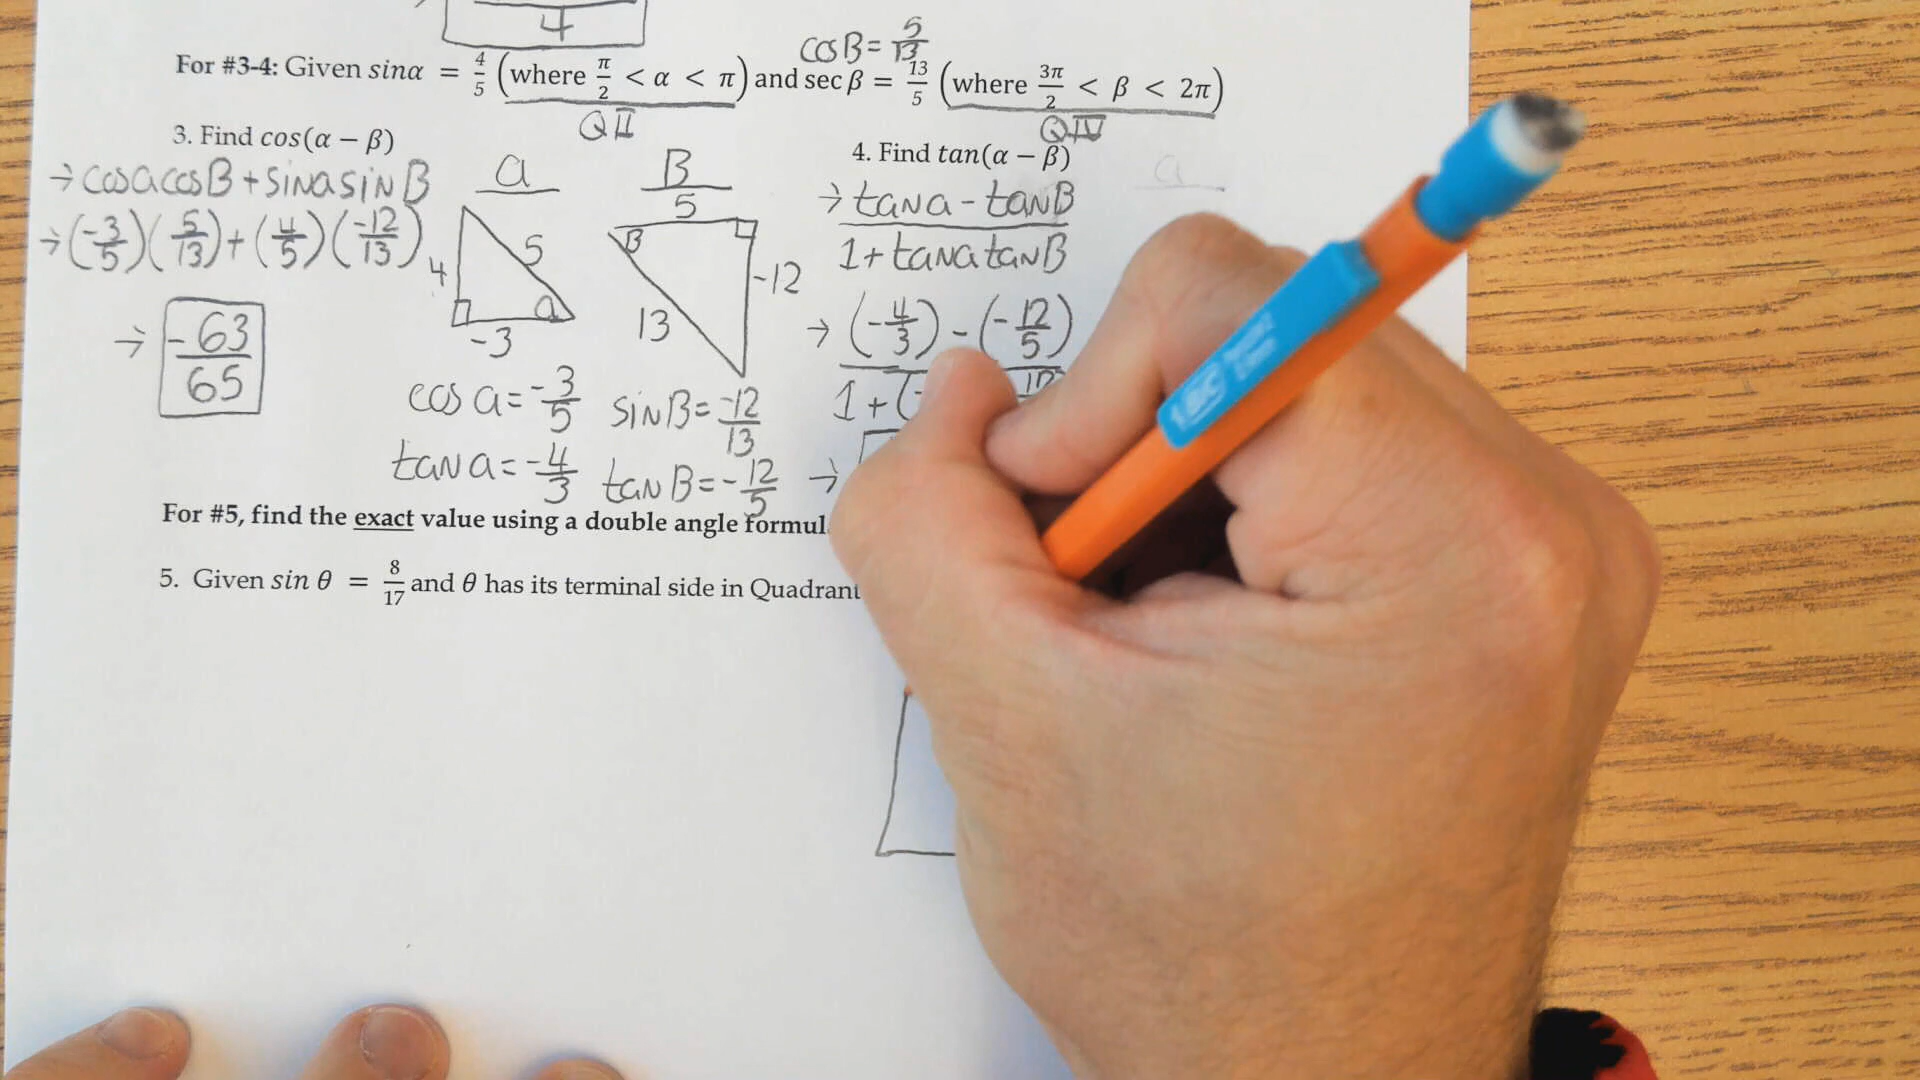 4
cosB = 5/13
For #3-4: Given sinα = 4/5 (where π/2 < α < π) and sec β = 13/5 (where 3π/2 < β < 2π)
QII
QIV
3. Find cos(α − β)
→ cosacosB + sinasinB
→ (-3/5)(5/13) + (4/5)(-12/13)
→ -63/65
a
4
5
a
-3
cos a = -3/5
tan a = -4/3
B
5
B
-12
13
sinB = -12/13
tanB = -12/5
4. Find tan(α − β)
a
→ tana - tanB
1 + tanatanB
→ (-4/3) - (-12/5)
1 + (-
→
For #5, find the exact value using a double angle
5. Given sin θ = 8/17 and θ has its terminal side in
BIC